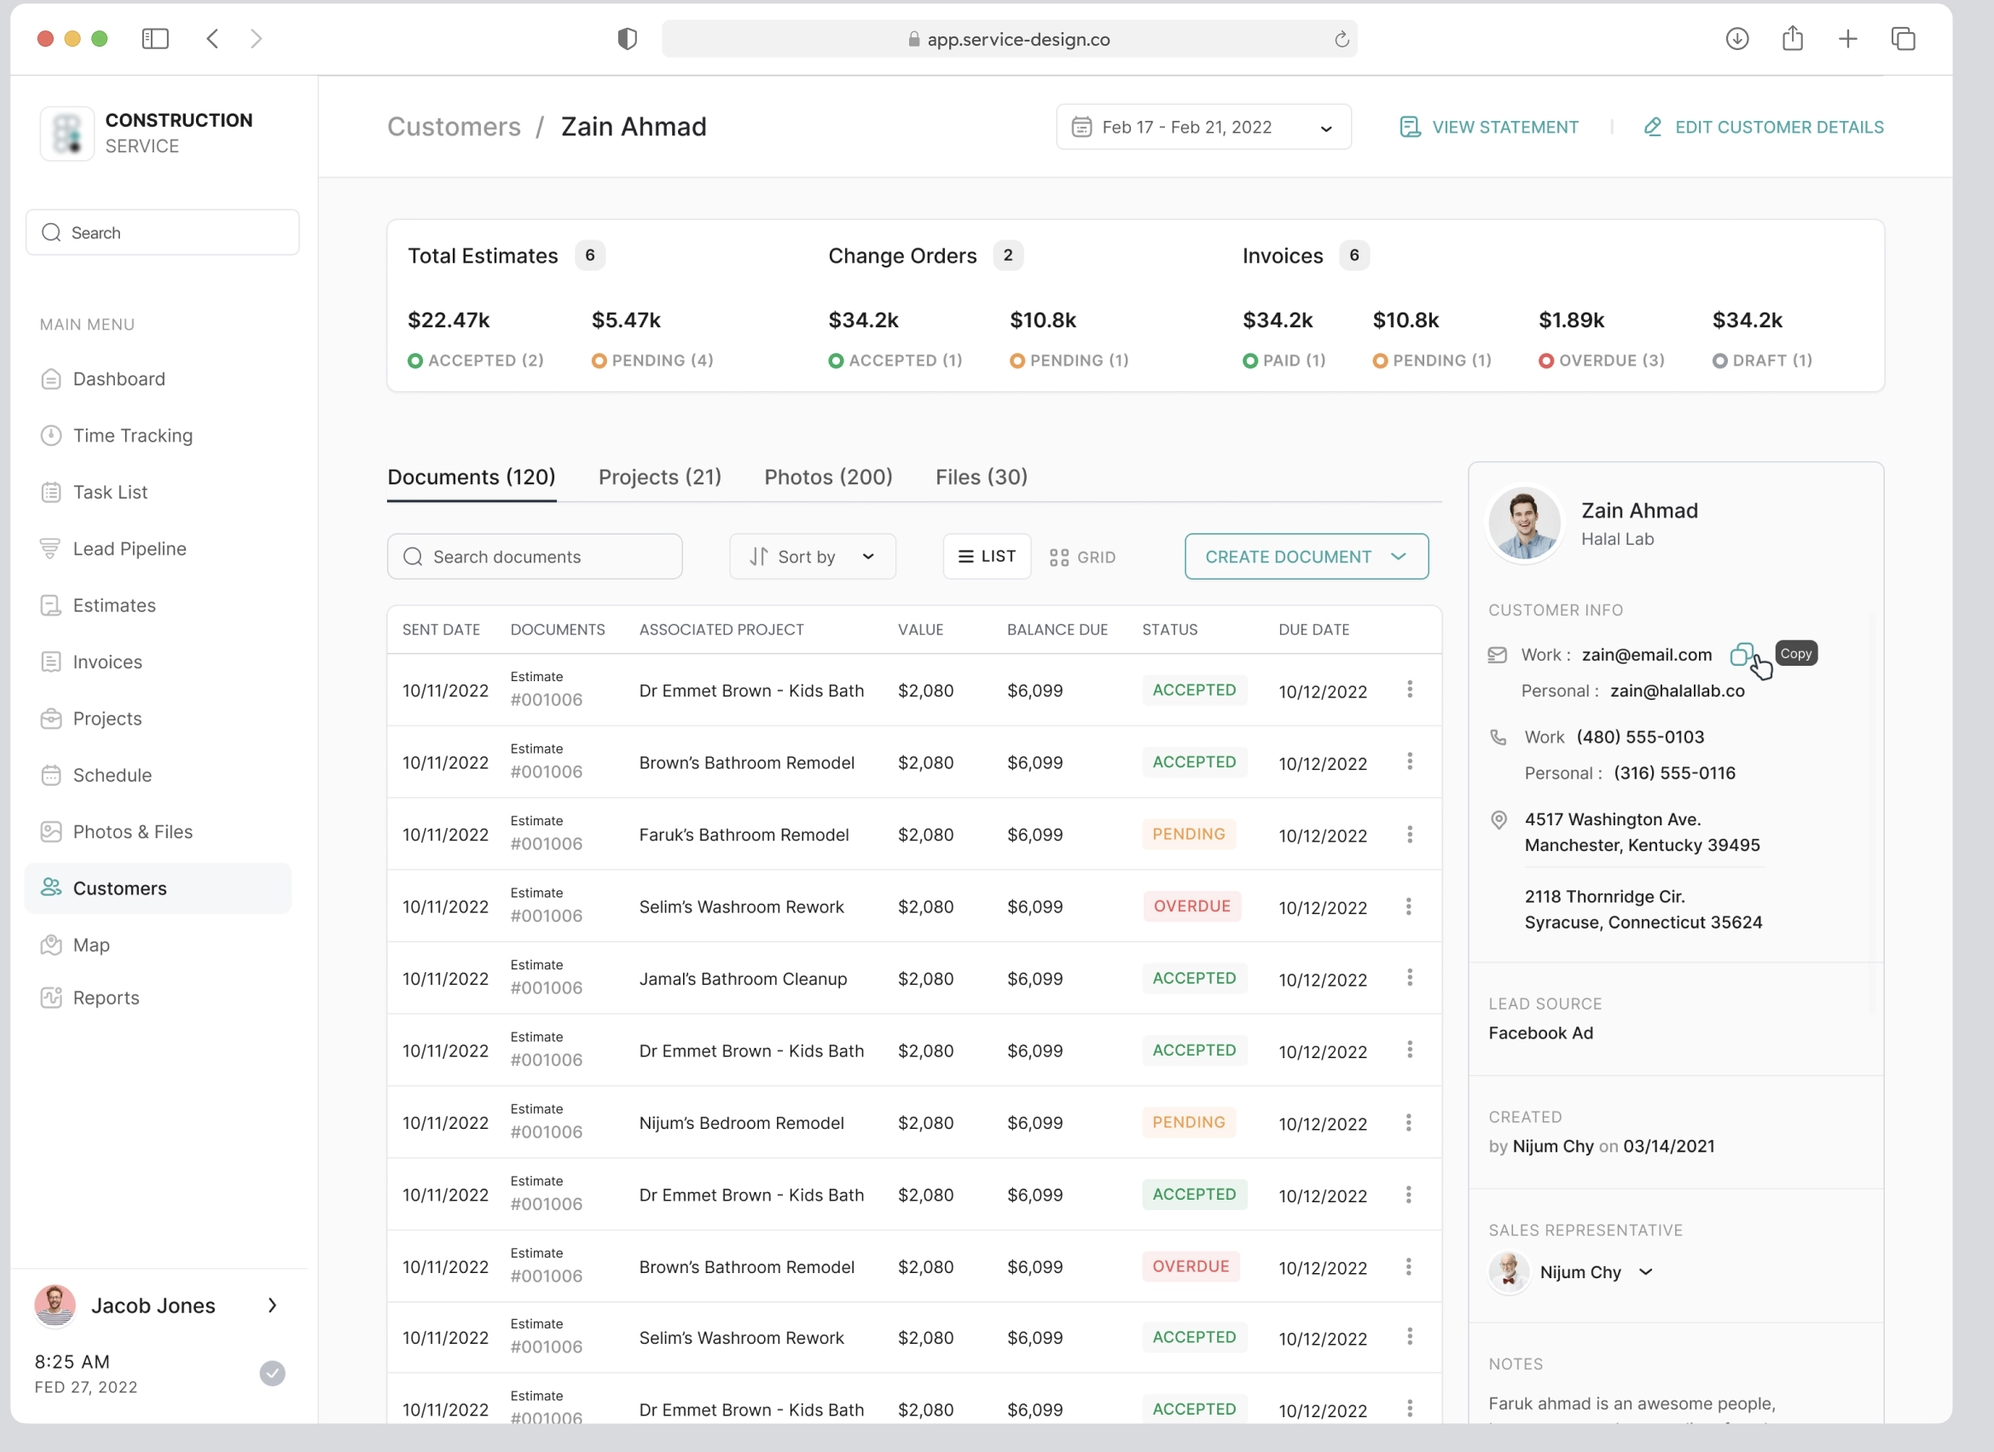 app.service-design.co
CONSTRUCTION
SERVICE
Search
MAIN MENU
Dashboard
Time Tracking
Task List
Lead Pipeline
Estimates
Invoices
Projects
Schedule
Photos & Files
Customers
Map
Reports
Jacob Jones
8:25 AM
FED 27, 2022
Customers / Zain Ahmad
Feb 17 - Feb 21, 2022
VIEW STATEMENT
EDIT CUSTOMER DETAILS
Total Estimates 6
$22.47k $5.47k
ACCEPTED (2) PENDING (4)
Change Orders 2
$34.2k $10.8k
ACCEPTED (1) PENDING (1)
Invoices 6
$34.2k $10.8k $1.89k $34.2k
PAID (1) PENDING (1) OVERDUE (3) DRAFT (1)
Documents (120) Projects (21) Photos (200) Files (30)
Search documents Sort by LIST GRID CREATE DOCUMENT
SENT DATE DOCUMENTS ASSOCIATED PROJECT VALUE BALANCE DUE STATUS DUE DATE
10/11/2022 Estimate #001006 Dr Emmet Brown - Kids Bath $2,080 $6,099 ACCEPTED 10/12/2022
10/11/2022 Estimate #001006 Brown’s Bathroom Remodel $2,080 $6,099 ACCEPTED 10/12/2022
10/11/2022 Estimate #001006 Faruk’s Bathroom Remodel $2,080 $6,099 PENDING 10/12/2022
10/11/2022 Estimate #001006 Selim’s Washroom Rework $2,080 $6,099 OVERDUE 10/12/2022
10/11/2022 Estimate #001006 Jamal’s Bathroom Cleanup $2,080 $6,099 ACCEPTED 10/12/2022
10/11/2022 Estimate #001006 Dr Emmet Brown - Kids Bath $2,080 $6,099 ACCEPTED 10/12/2022
10/11/2022 Estimate #001006 Nijum’s Bedroom Remodel $2,080 $6,099 PENDING 10/12/2022
10/11/2022 Estimate #001006 Dr Emmet Brown - Kids Bath $2,080 $6,099 ACCEPTED 10/12/2022
10/11/2022 Estimate #001006 Brown’s Bathroom Remodel $2,080 $6,099 OVERDUE 10/12/2022
10/11/2022 Estimate #001006 Selim’s Washroom Rework $2,080 $6,099 ACCEPTED 10/12/2022
10/11/2022 Estimate #001006 Dr Emmet Brown - Kids Bath $2,080 $6,099 ACCEPTED 10/12/2022
Zain Ahmad
Halal Lab
CUSTOMER INFO
Work : zain@email.com Copy
Personal : zain@halallab.co
Work (480) 555-0103
Personal : (316) 555-0116
4517 Washington Ave.
Manchester, Kentucky 39495
2118 Thornridge Cir.
Syracuse, Connecticut 35624
LEAD SOURCE
Facebook Ad
CREATED
by Nijum Chy on 03/14/2021
SALES REPRESENTATIVE
Nijum Chy
NOTES
Faruk ahmad is an awesome people,